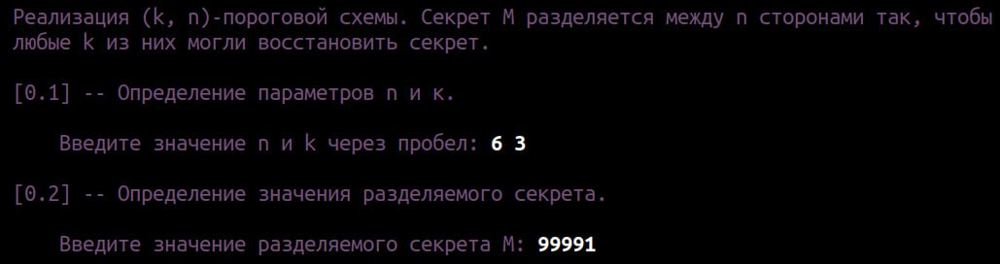 Реализация (k, n)-пороговой схемы. Секрет М разделяется между n сторонами так, чтобы
любые k из них могли восстановить секрет.
[0.1] -- Определение параметров n и к.
Введите значение n и k через пробел: 6 3
[0.2] -- Определение значения разделяемого секрета.
Введите значение разделяемого секрета М: 99991